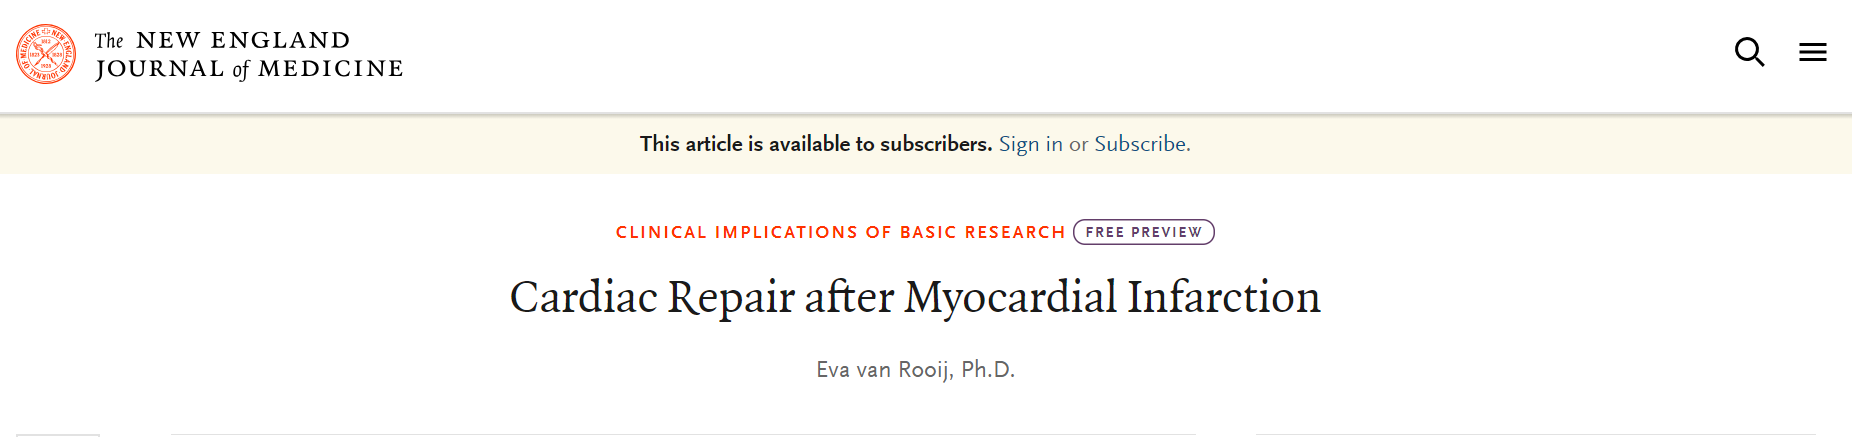 The NEW ENGLAND
JOURNAL of MEDICINE
This article is available to subscribers. Sign in or Subscribe.
CLINICAL IMPLICATIONS OF BASIC RESEARCH FREE PREVIEW
Cardiac Repair after Myocardial Infarction
Eva van Rooij, Ph.D.